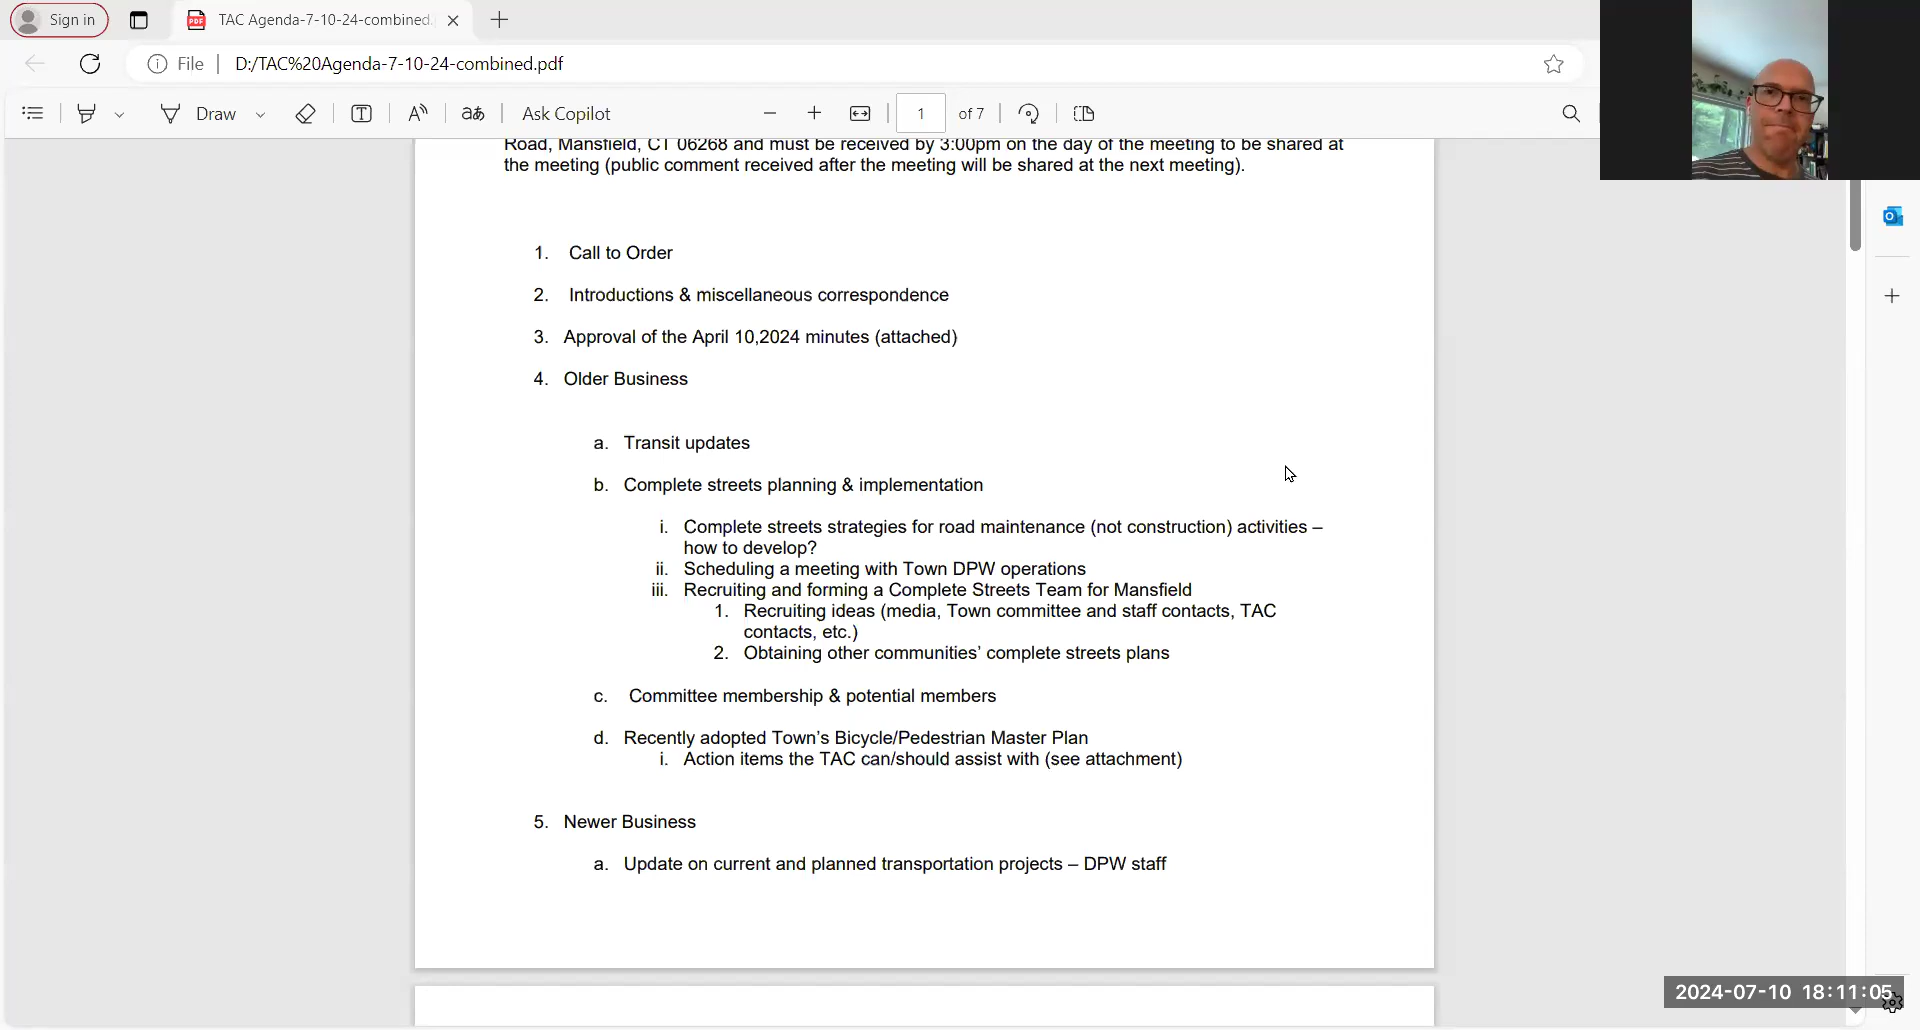 Sign in
TAC Agenda-7-10-24-combined.
File
D:/TAC%20Agenda-7-10-24-combined.pdf
Draw
aあ
Ask Copilot
1
of 7
Road, Mansfield, CT 06268 and must be received by 3:00pm on the day of the meeting to be shared at
the meeting (public comment received after the meeting will be shared at the next meeting).
1. Call to Order
2. Introductions & miscellaneous correspondence
3. Approval of the April 10,2024 minutes (attached)
4. Older Business
a. Transit updates
b. Complete streets planning & implementation
i. Complete streets strategies for road maintenance (not construction) activities –
how to develop?
ii. Scheduling a meeting with Town DPW operations
iii. Recruiting and forming a Complete Streets Team for Mansfield
1. Recruiting ideas (media, Town committee and staff contacts, TAC
contacts, etc.)
2. Obtaining other communities’ complete streets plans
c. Committee membership & potential members
d. Recently adopted Town’s Bicycle/Pedestrian Master Plan
i. Action items the TAC can/should assist with (see attachment)
5. Newer Business
a. Update on current and planned transportation projects – DPW staff
2024-07-10 18:11:05